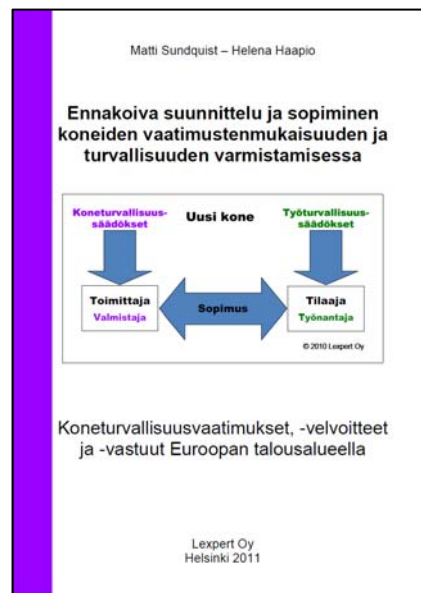 Matti Sundquist – Helena Haapio
Ennakoiva suunnittelu ja sopiminen
koneiden vaatimustenmukaisuuden ja
turvallisuuden varmistamisessa
Koneturvallisuus-
säädökset
Uusi kone
Työturvallisuus-
säädökset
Toimittaja
Valmistaja
Sopimus
Tilaaja
Työnantaja
© 2010 Lexpert Oy
Koneturvallisuusvaatimukset, -velvoitteet
ja -vastuut Euroopan talousalueella
Lexpert Oy
Helsinki 2011